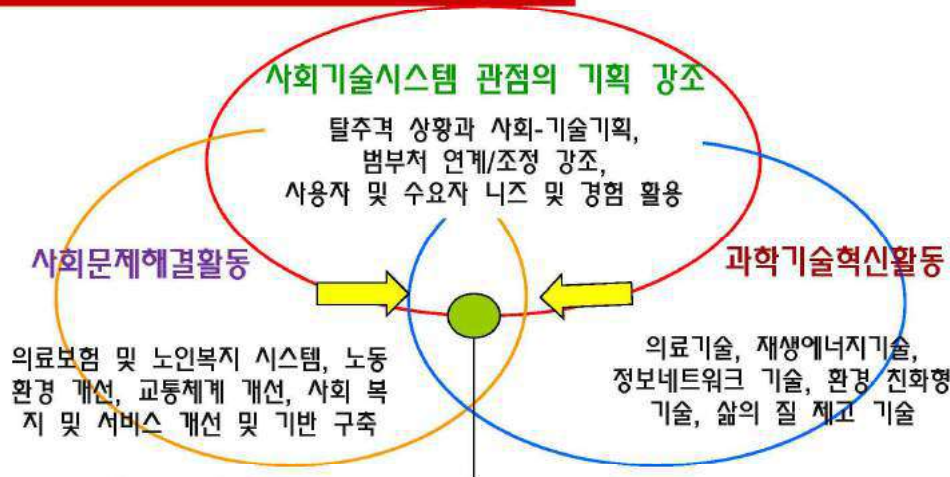 사회기술시스템 관점의 기획 강조
탈추격 상황과 사회-기술기획,
범부처 연계/조정 강조,
사용자 및 수요자 니즈 및 경험 활용
사회문제해결활동
과학기술혁신활동
의료보험 및 노인복지 시스템, 노동
환경 개선, 교통체계 개선, 사회 복
지 및 서비스 개선 및 기반 구축
의료기술, 재생에너지기술,
정보네트워크 기술, 환경 친화형
기술, 삶의 질 제고 기술